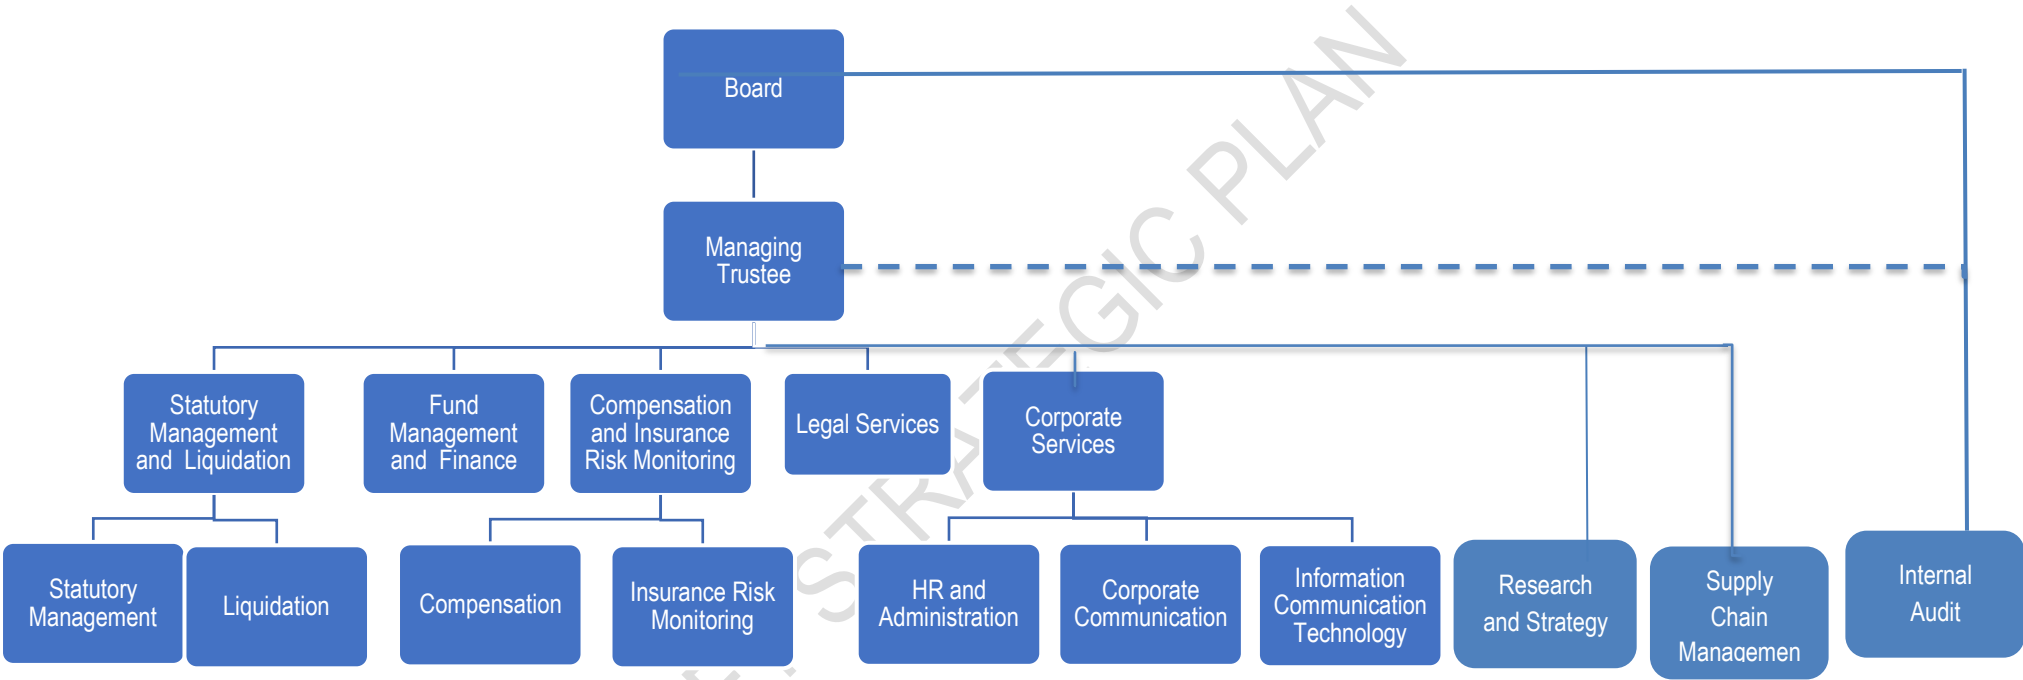 Board
Managing
Trustee
Statutory
Management
and Liquidation
Fund
Management
and Finance
Compensation
and Insurance
Risk Monitoring
Legal Services
Corporate
Services
Statutory
Management
Liquidation
Compensation
Insurance Risk
Monitoring
HR and
Administration
Corporate
Communication
Information
Communication
Technology
Research
and Strategy
Supply
Chain
Managemen
Internal
Audit
STRATEGIC PLAN